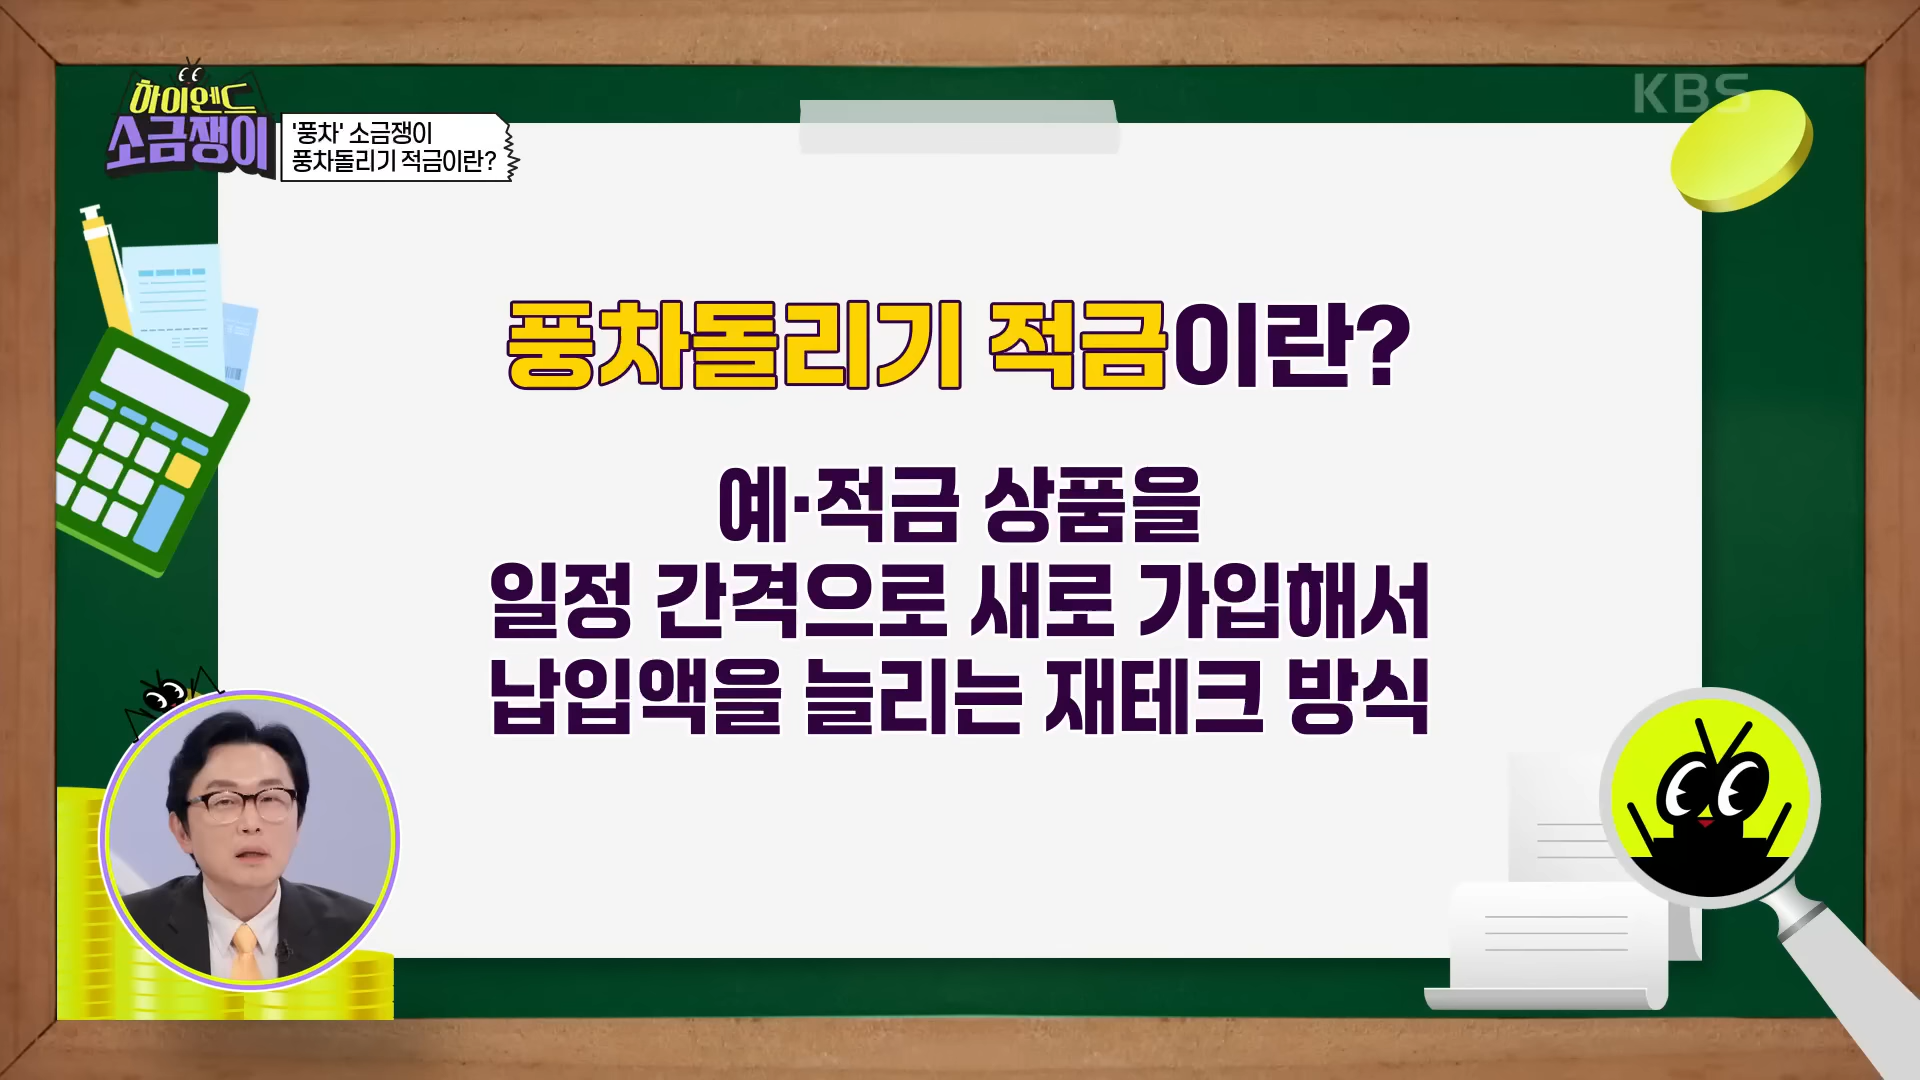 하이엔드
소금쟁이
'풍차' 소금쟁이
풍차돌리기 적금이란?
KBS
풍차돌리기 적금이란?
예·적금 상품을
일정 간격으로 새로 가입해서
납입액을 늘리는 재테크 방식